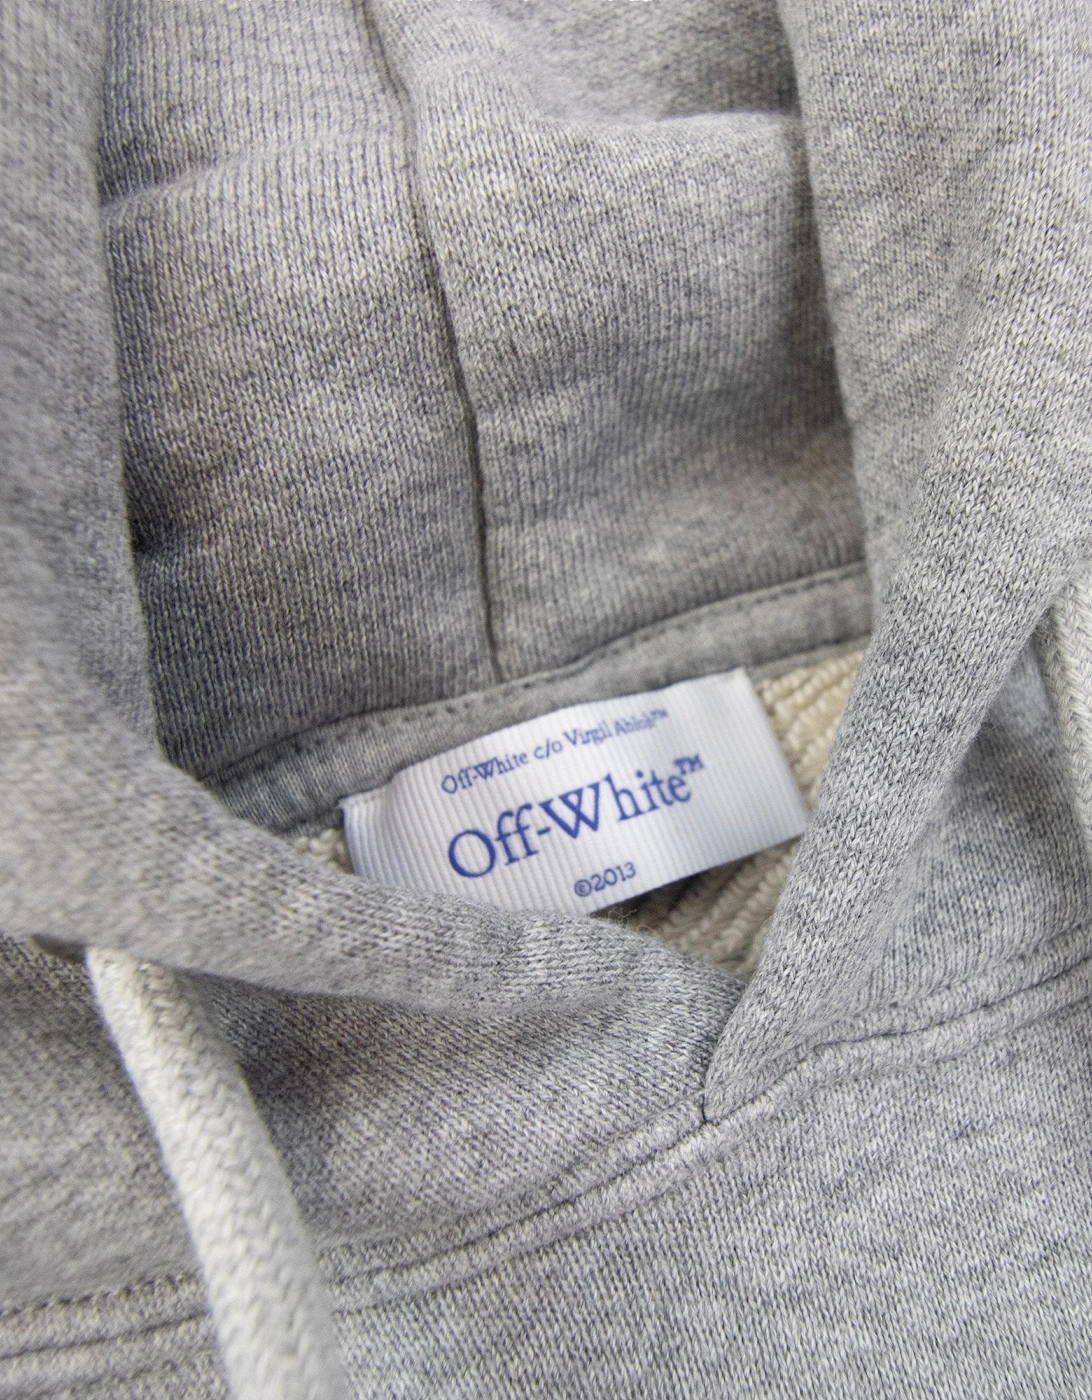 Off-White c/o Virgil Abloh™
Off-White™
©2013